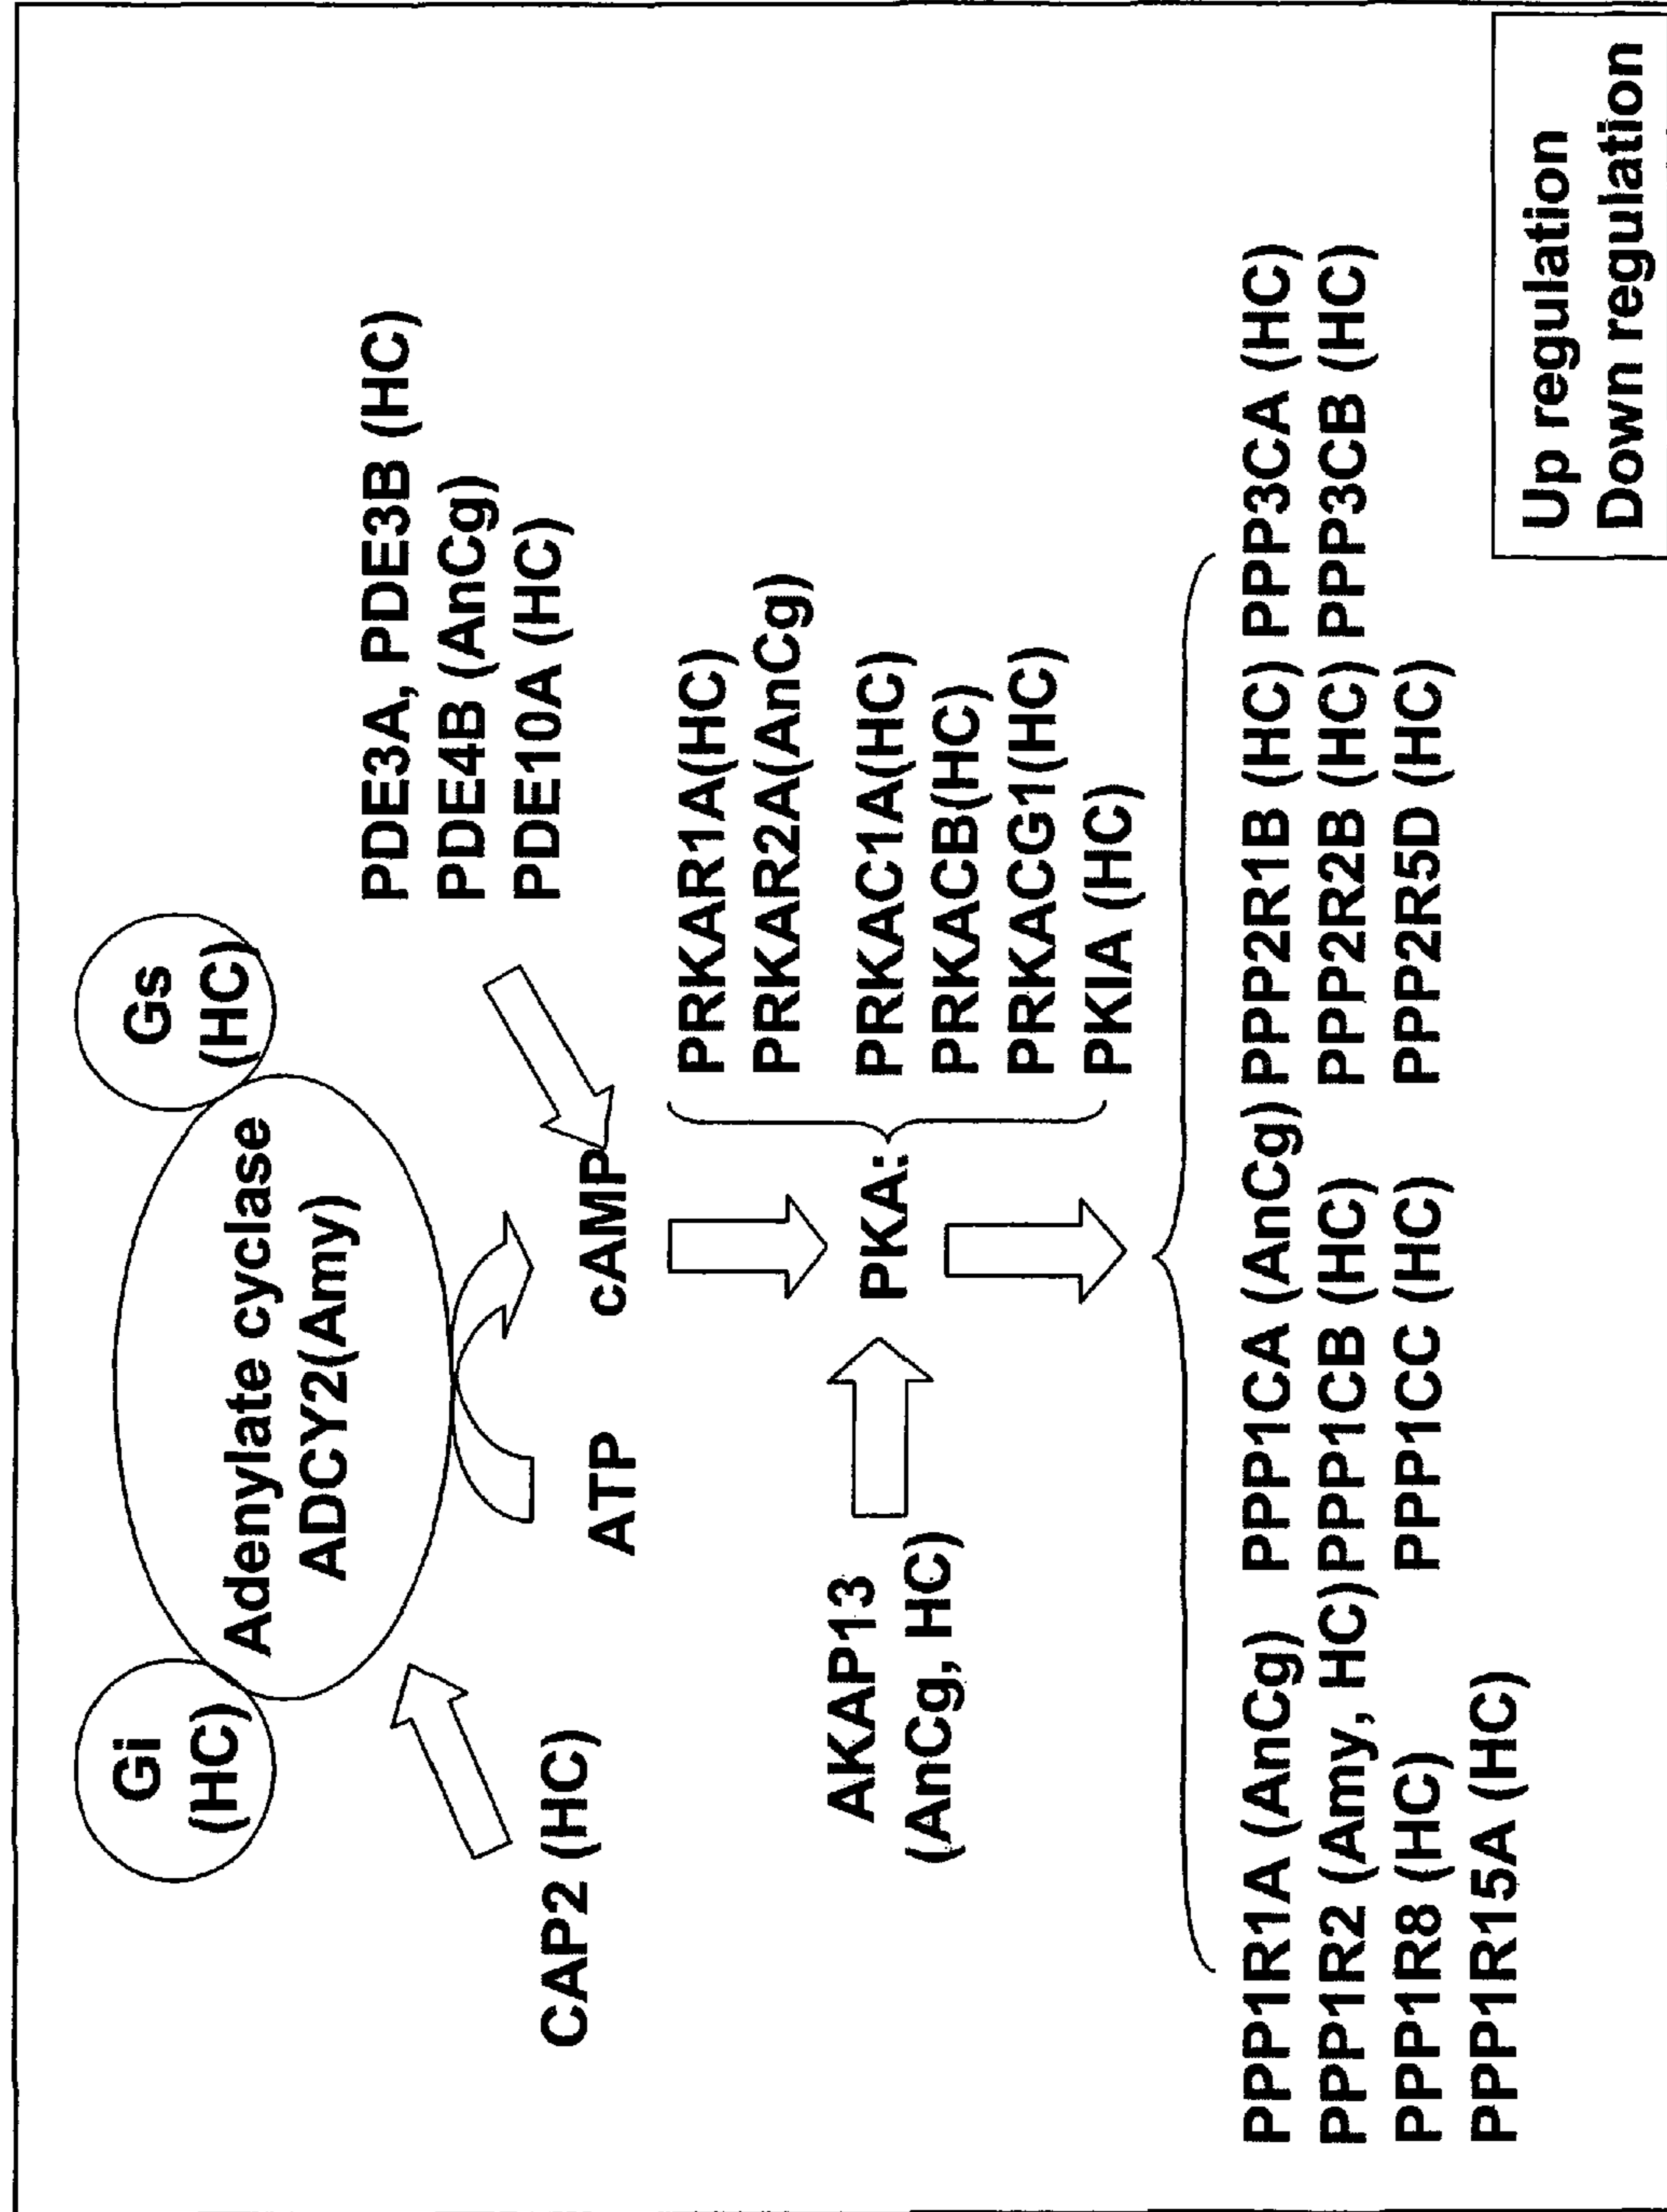 Gi
(HC)
Gs
(HC)
Adenylate cyclase
ADCY2(Amy)
PDE3A, PDE3B (HC)
PDE4B (AnCg)
PDE10A (HC)
CAP2 (HC)
ATP
cAMP
PRKAR1A(HC)
PRKAR2A(AnCg)
AKAP13
(AnCg, HC)
PKA:
PRKAC1A(HC)
PRKACB(HC)
PRKACG1(HC)
PKIA (HC)
PPP1R1A (AnCg) PPP1CA (AnCg) PPP2R1B (HC) PPP3CA (HC)
PPP1R2 (Amy, HC) PPP1CB (HC) PPP2R2B (HC) PPP3CB (HC)
PPP1R8 (HC) PPP1CC (HC) PPP2R5D (HC)
PPP1R15A (HC)
Up regulation
Down regulation